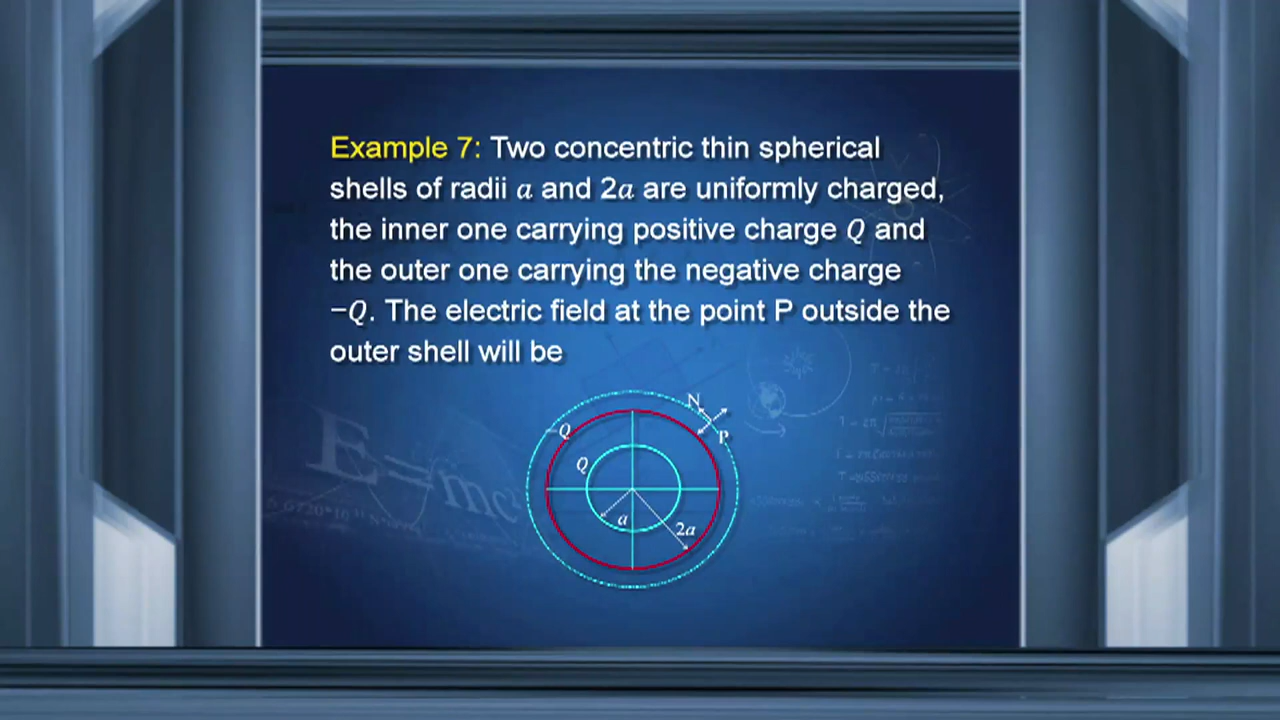 Example 7: Two concentric thin spherical
shells of radii a and 2a are uniformly charged,
the inner one carrying positive charge Q and
the outer one carrying the negative charge
−Q. The electric field at the point P outside the
outer shell will be
N
P
−Q
Q
a
2a
E=mc²